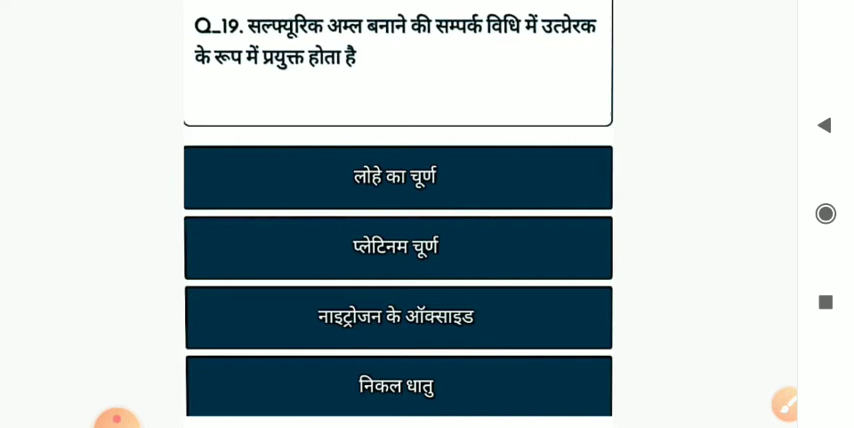 Q_19. सल्फ्यूरिक अम्ल बनाने की सम्पर्क विधि में उत्प्रेरक
के रूप में प्रयुक्त होता है
लोहे का चूर्ण
प्लेटिनम चूर्ण
नाइट्रोजन के ऑक्साइड
निकल धातु